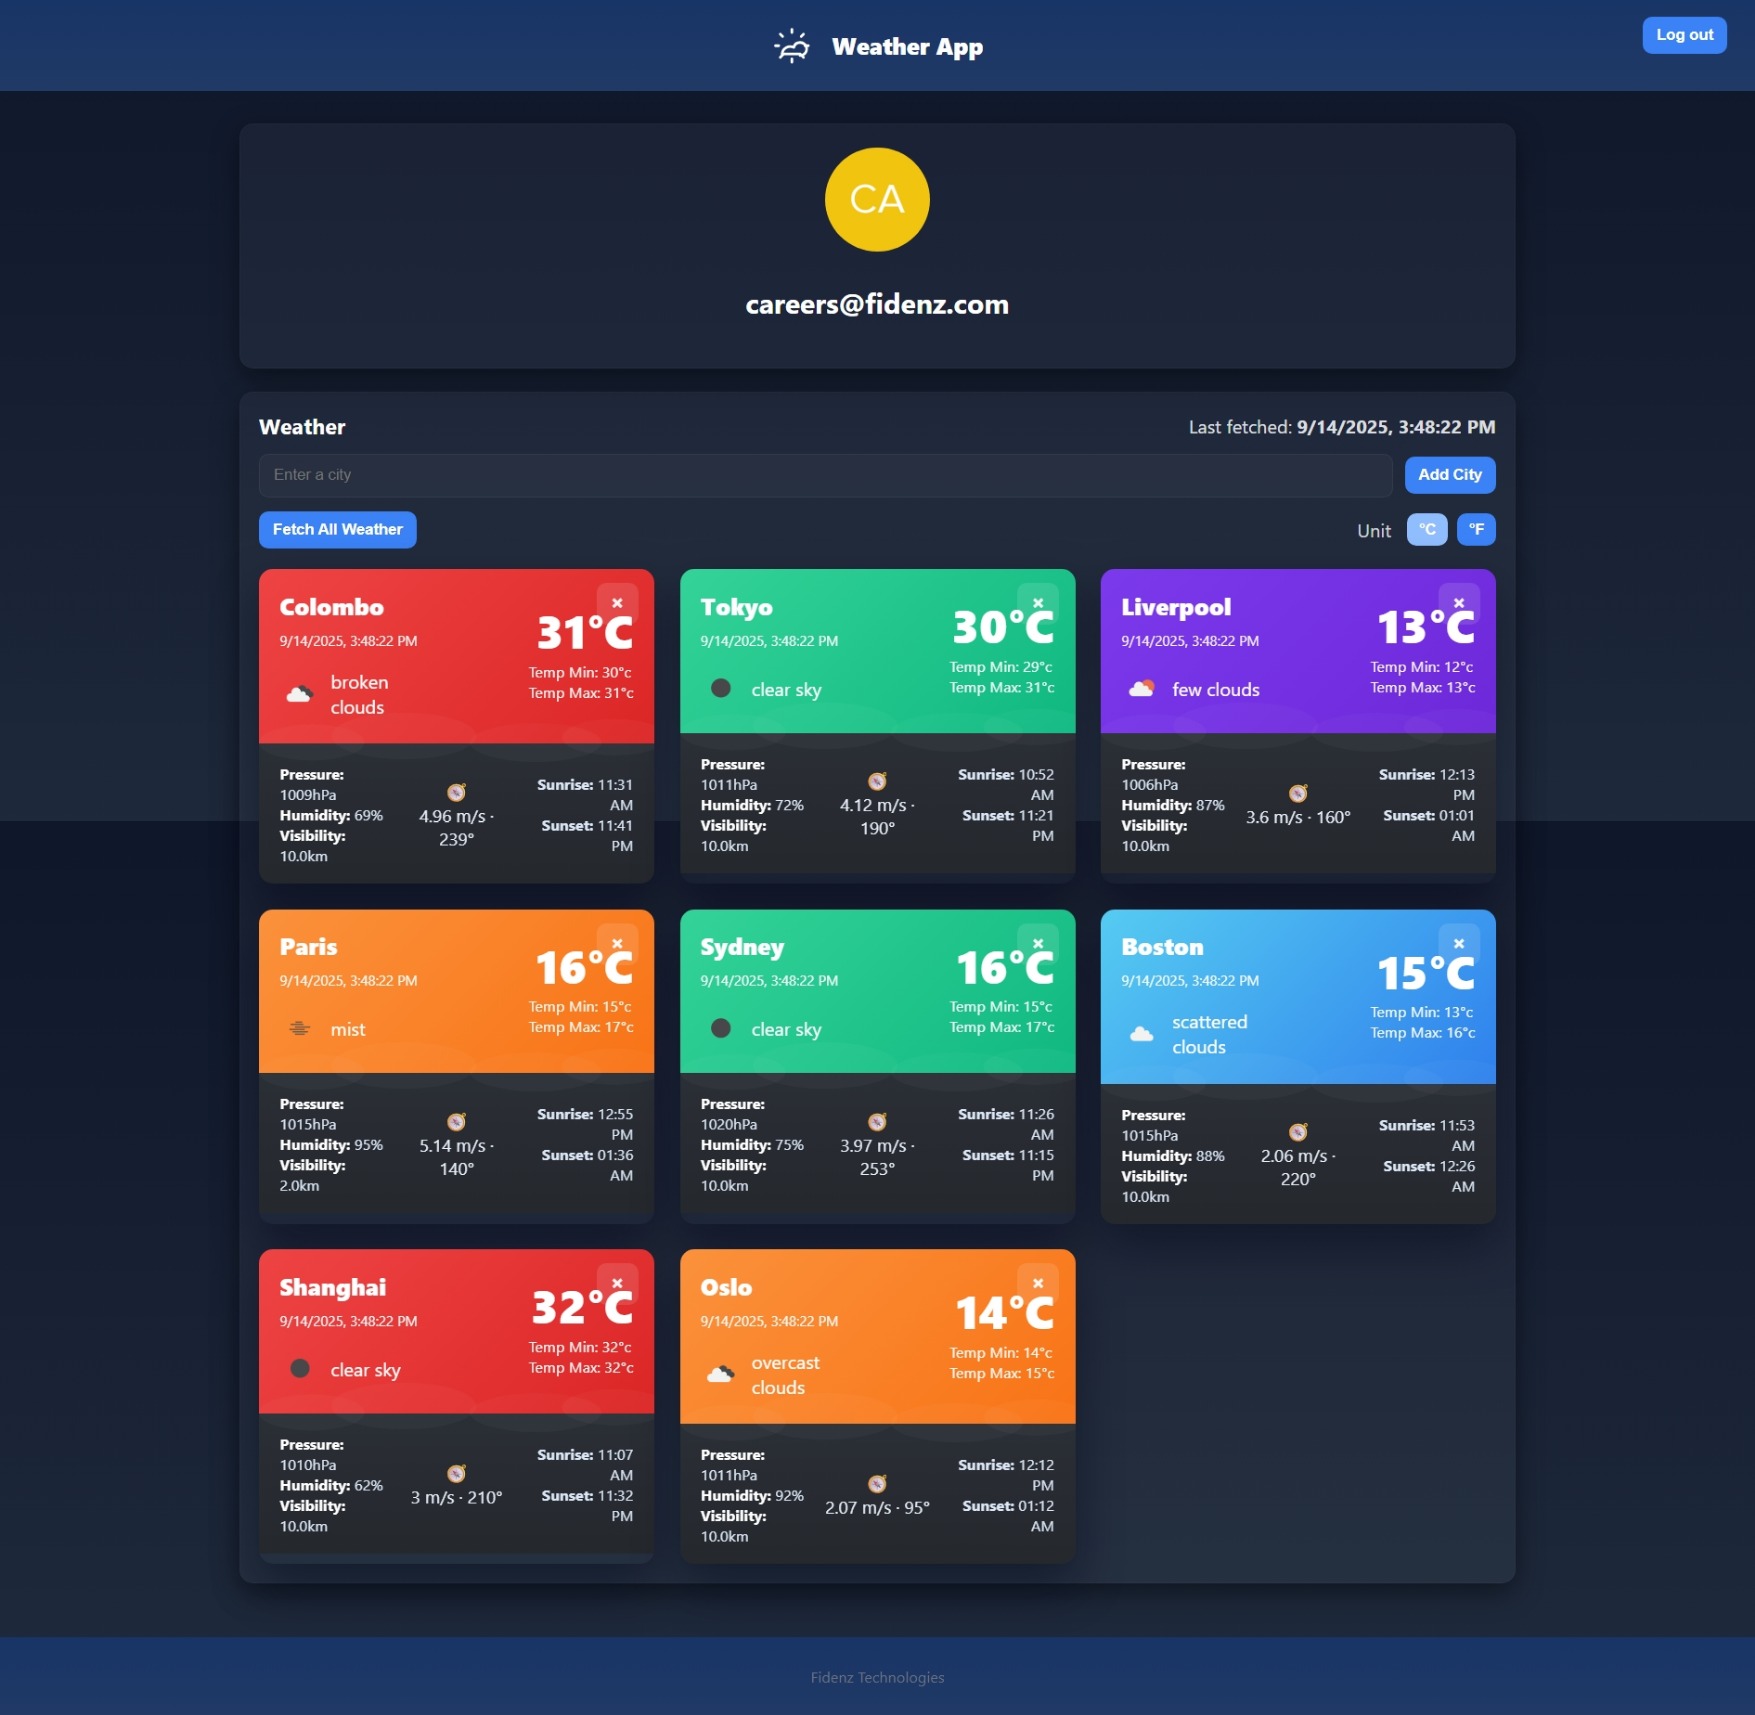 Weather App
Log out
CA
careers@fidenz.com
Weather
Last fetched: 9/14/2025, 3:48:22 PM
Enter a city
Add City
Fetch All Weather
Unit
°C
°F
Colombo
×
9/14/2025, 3:48:22 PM
31°C
Temp Min: 30°c
Temp Max: 31°c
broken
clouds
Pressure:
1009hPa
Humidity: 69%
Visibility:
10.0km
4.96 m/s ·
239°
Sunrise: 11:31
AM
Sunset: 11:41
PM
Tokyo
×
9/14/2025, 3:48:22 PM
30°C
Temp Min: 29°c
Temp Max: 31°c
clear sky
Pressure:
1011hPa
Humidity: 72%
Visibility:
10.0km
4.12 m/s ·
190°
Sunrise: 10:52
AM
Sunset: 11:21
PM
Liverpool
×
9/14/2025, 3:48:22 PM
13°C
Temp Min: 12°c
Temp Max: 13°c
few clouds
Pressure:
1006hPa
Humidity: 87%
Visibility:
10.0km
3.6 m/s · 160°
Sunrise: 12:13
PM
Sunset: 01:01
AM
Paris
×
9/14/2025, 3:48:22 PM
16°C
Temp Min: 15°c
Temp Max: 17°c
mist
Pressure:
1015hPa
Humidity: 95%
Visibility:
2.0km
5.14 m/s ·
140°
Sunrise: 12:55
PM
Sunset: 01:36
AM
Sydney
×
9/14/2025, 3:48:22 PM
16°C
Temp Min: 15°c
Temp Max: 17°c
clear sky
Pressure:
1020hPa
Humidity: 75%
Visibility:
10.0km
3.97 m/s ·
253°
Sunrise: 11:26
AM
Sunset: 11:15
PM
Boston
×
9/14/2025, 3:48:22 PM
15°C
Temp Min: 13°c
Temp Max: 16°c
scattered
clouds
Pressure:
1015hPa
Humidity: 88%
Visibility:
10.0km
2.06 m/s ·
220°
Sunrise: 11:53
AM
Sunset: 12:26
AM
Shanghai
×
9/14/2025, 3:48:22 PM
32°C
Temp Min: 32°c
Temp Max: 32°c
clear sky
Pressure:
1010hPa
Humidity: 62%
Visibility:
10.0km
3 m/s · 210°
Sunrise: 11:07
AM
Sunset: 11:32
PM
Oslo
×
9/14/2025, 3:48:22 PM
14°C
Temp Min: 14°c
Temp Max: 15°c
overcast
clouds
Pressure:
1011hPa
Humidity: 92%
Visibility:
10.0km
2.07 m/s · 95°
Sunrise: 12:12
PM
Sunset: 01:12
AM
Fidenz Technologies